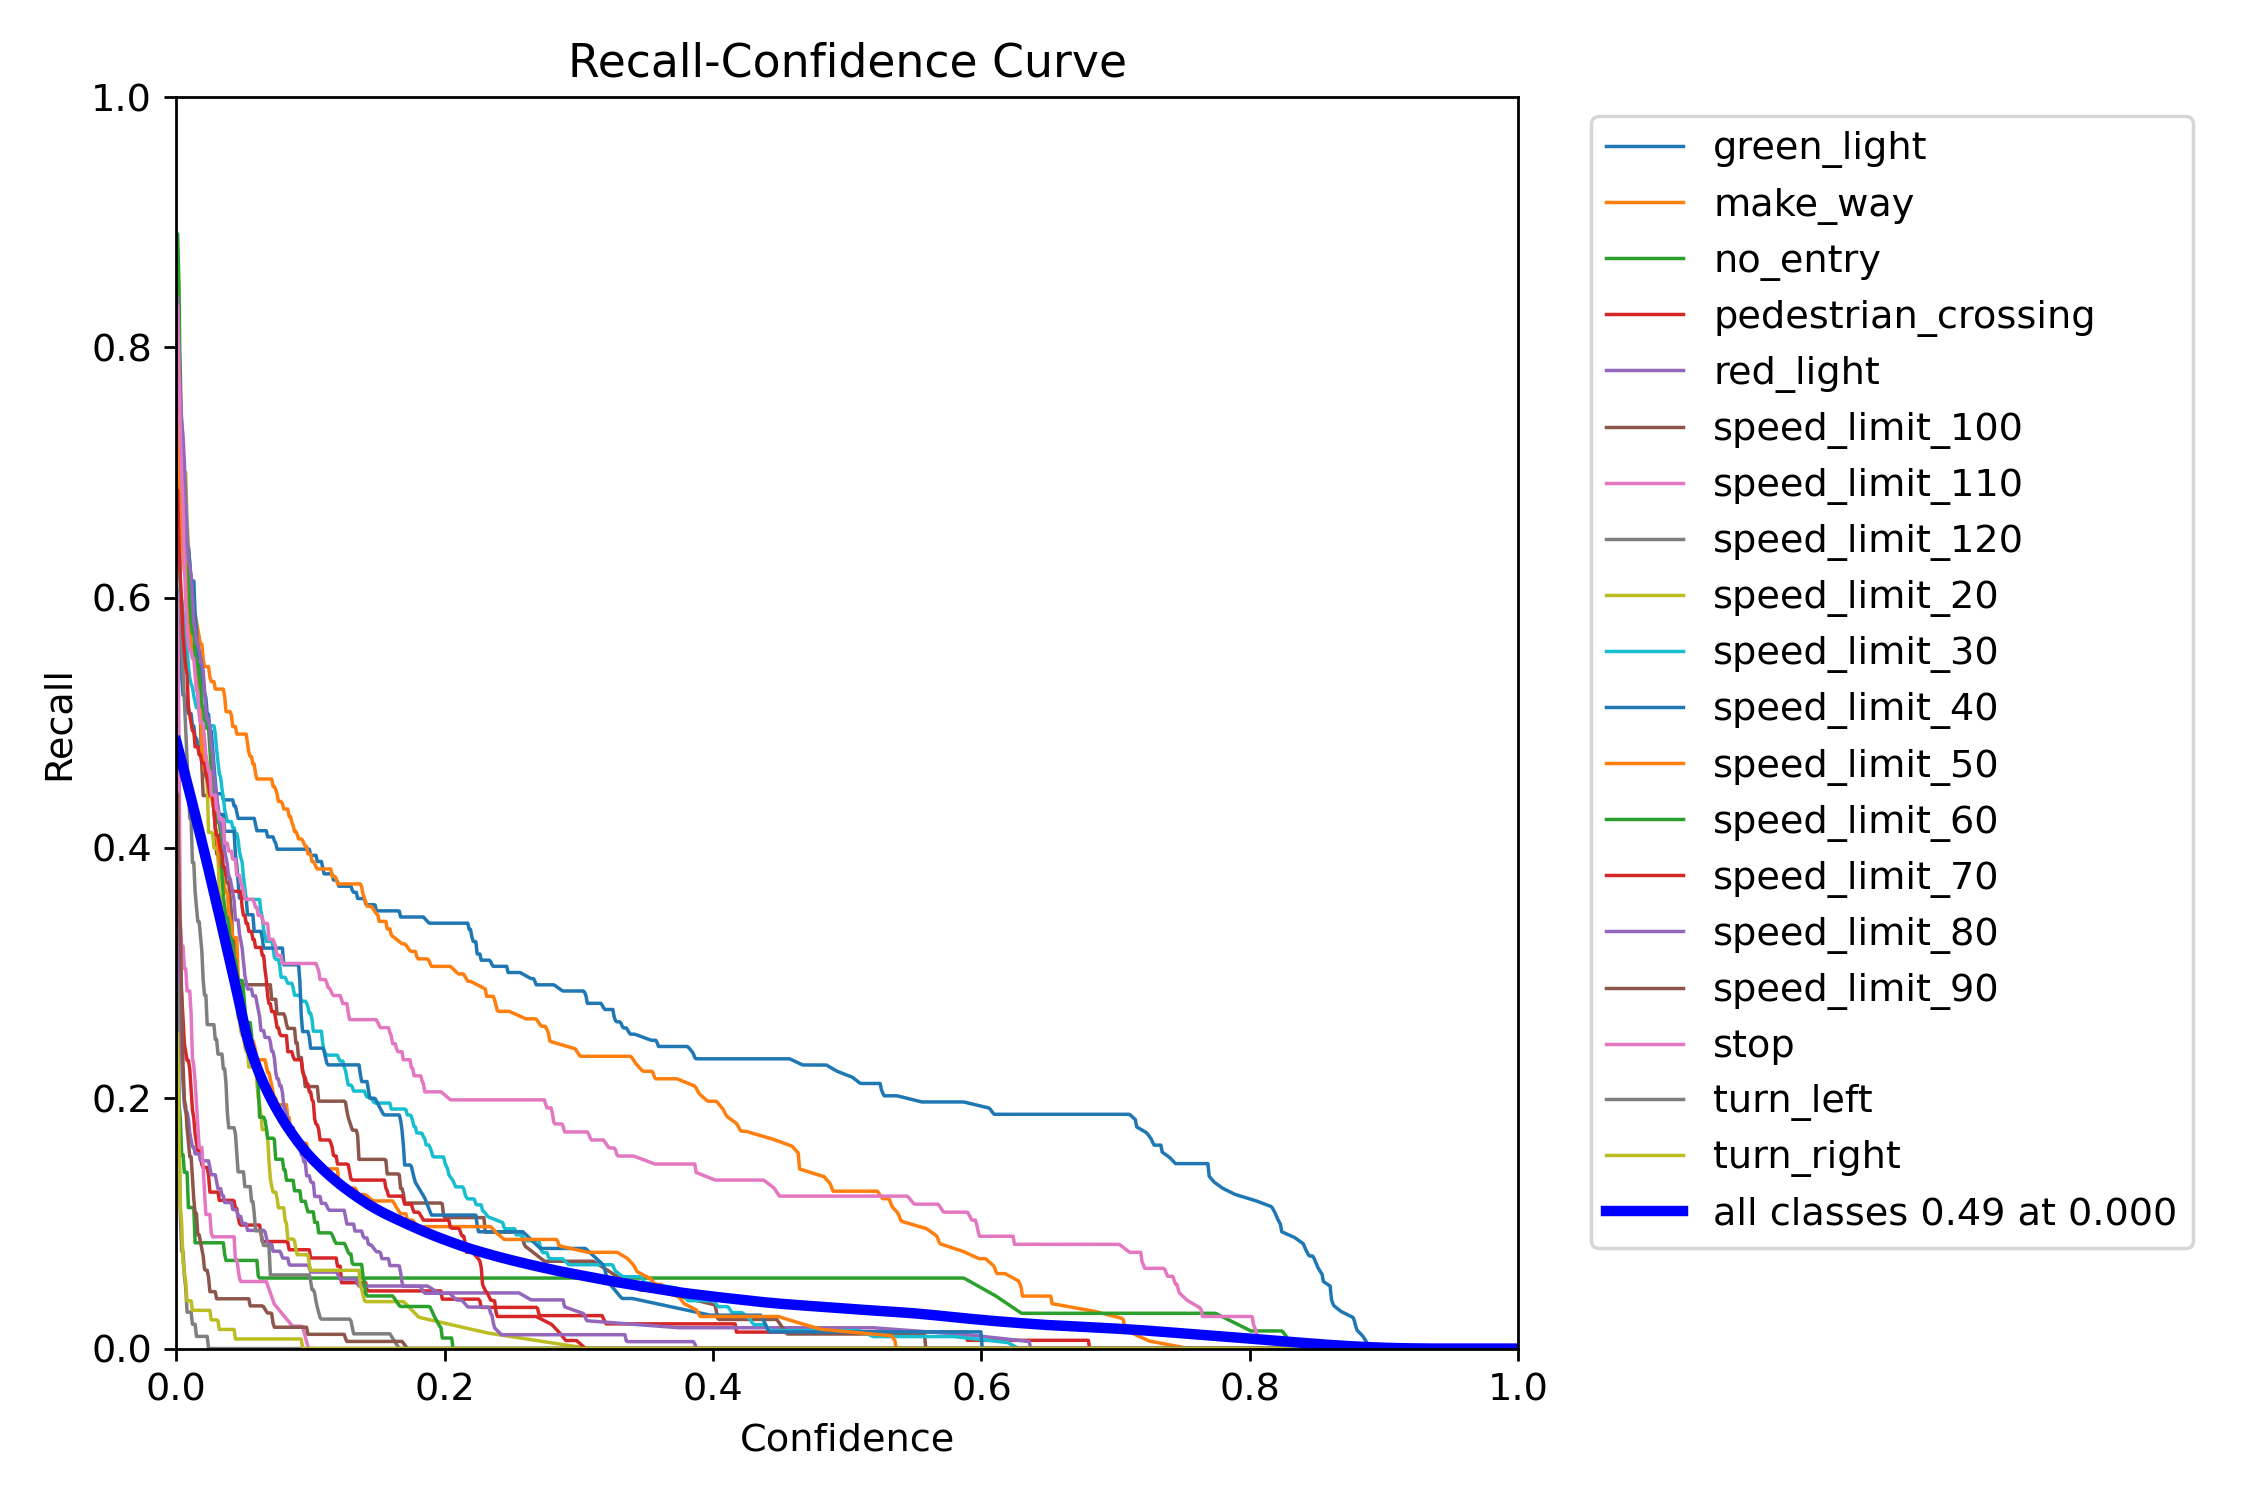 Recall-Confidence Curve
1.0
0.8
0.6
0.4
0.2
0.0
Recall
0.0 0.2 0.4 0.6 0.8 1.0
Confidence
green_light
make_way
no_entry
pedestrian_crossing
red_light
speed_limit_100
speed_limit_110
speed_limit_120
speed_limit_20
speed_limit_30
speed_limit_40
speed_limit_50
speed_limit_60
speed_limit_70
speed_limit_80
speed_limit_90
stop
turn_left
turn_right
all classes 0.49 at 0.000